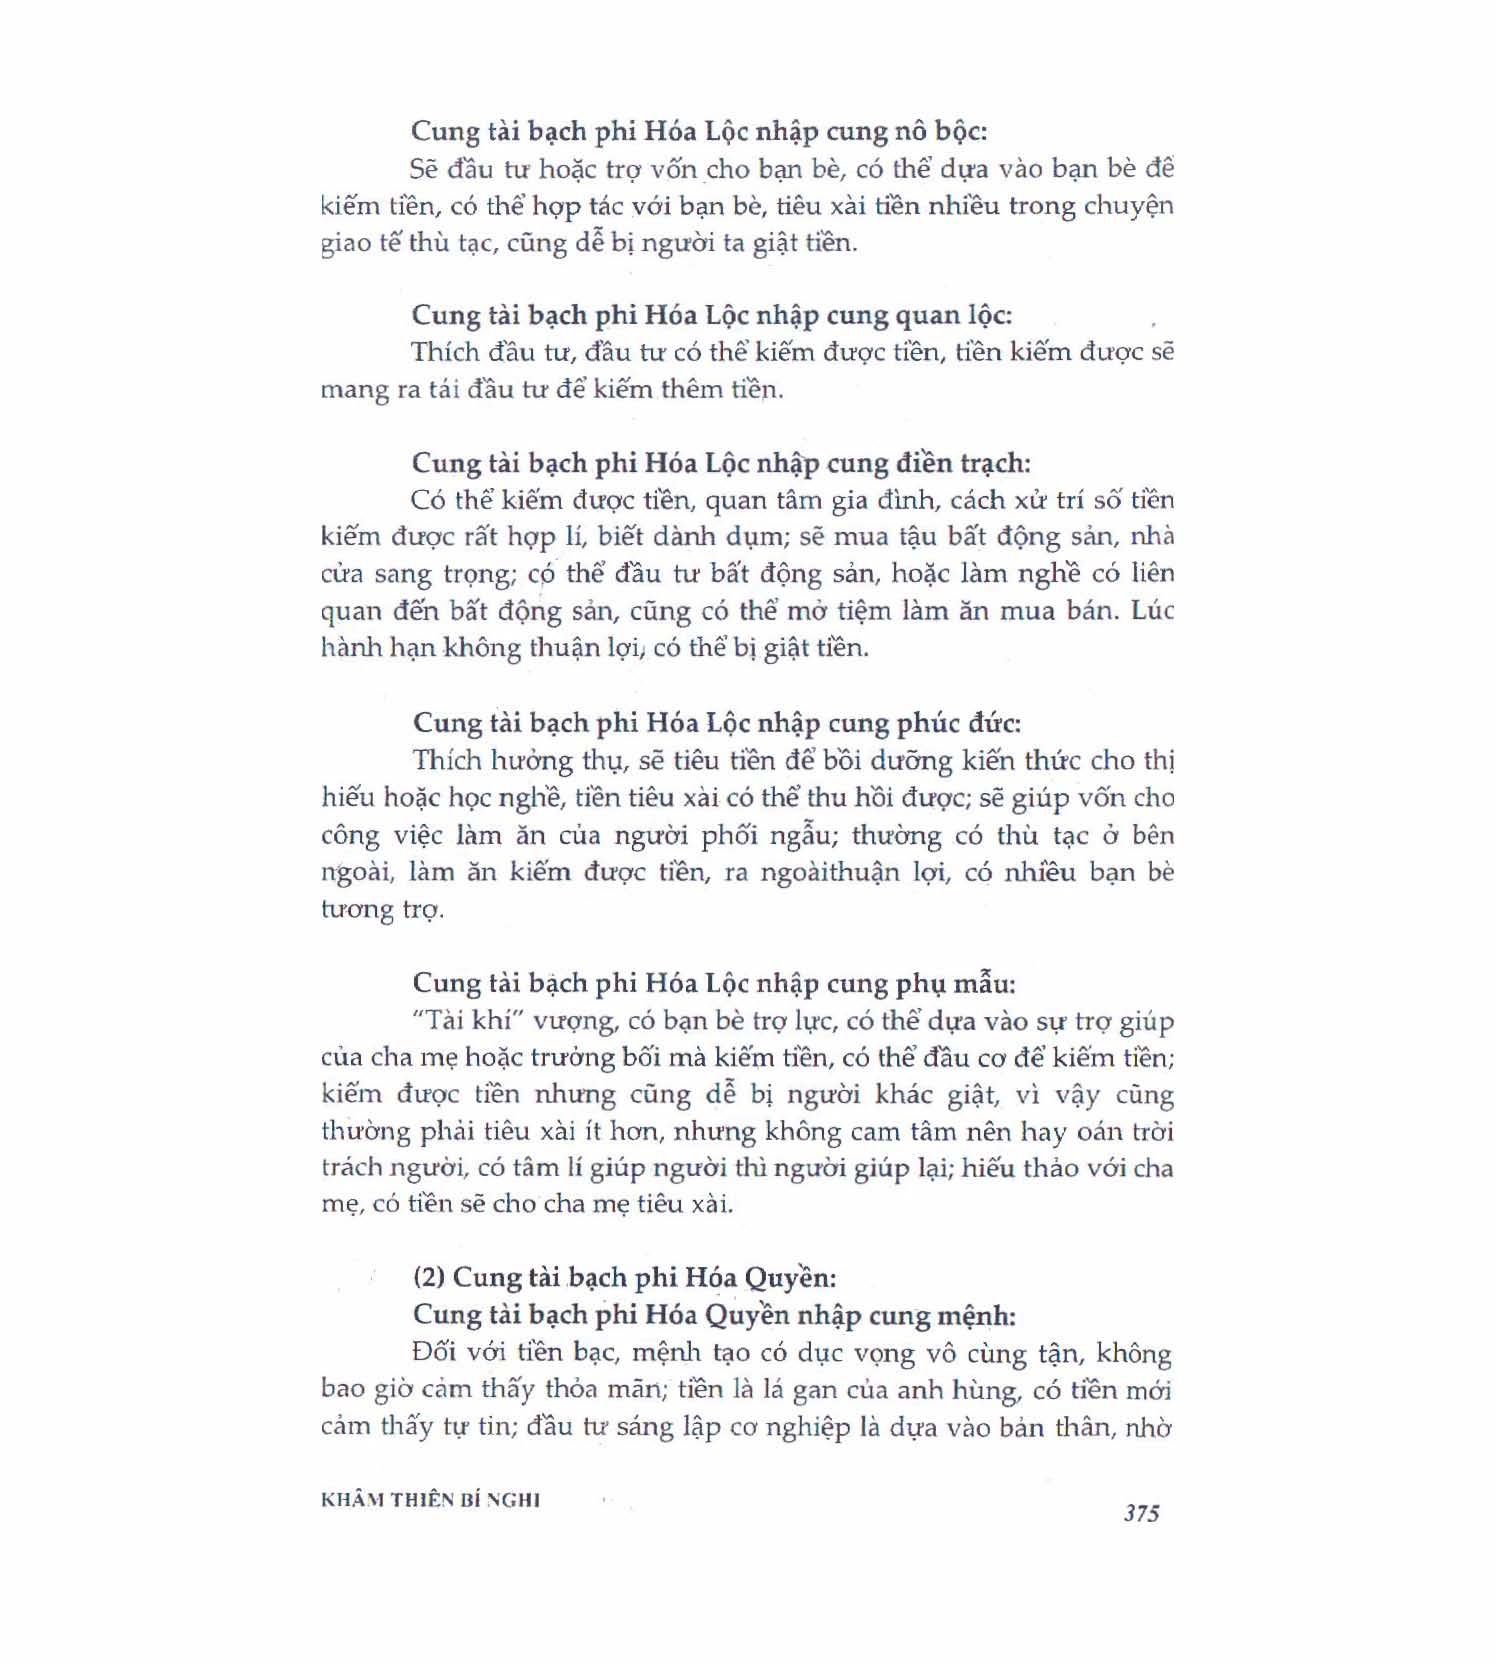 Cung tài bạch phi Hóa Lộc nhập cung nô bộc:
Sẽ đầu tư hoặc trợ vốn cho bạn bè, có thể dựa vào bạn bè để
kiếm tiền, có thể hợp tác với bạn bè, tiêu xài tiền nhiều trong chuyện
giao tế thù tạc, cũng dễ bị người ta giật tiền.
Cung tài bạch phi Hóa Lộc nhập cung quan lộc:
Thích đầu tư, đầu tư có thể kiếm được tiền, tiền kiếm được sẽ
mang ra tái đầu tư để kiếm thêm tiền.
Cung tài bạch phi Hóa Lộc nhập cung điền trạch:
Có thể kiếm được tiền, quan tâm gia đình, cách xử trí số tiền
kiếm được rất hợp lí, biết dành dụm; sẽ mua tậu bất động sản, nhà
cửa sang trọng; có thể đầu tư bất động sản, hoặc làm nghề có liên
quan đến bất động sản, cũng có thể mở tiệm làm ăn mua bán. Lúc
hành hạn không thuận lợi, có thể bị giật tiền.
Cung tài bạch phi Hóa Lộc nhập cung phúc đức:
Thích hưởng thụ, sẽ tiêu tiền để bồi dưỡng kiến thức cho thị
hiếu hoặc học nghề, tiền tiêu xài có thể thu hồi được; sẽ giúp vốn cho
công việc làm ăn của người phối ngẫu; thường có thù tạc ở bên
ngoài, làm ăn kiếm được tiền, ra ngoàithuận lợi, có nhiều bạn bè
tương trợ.
Cung tài bạch phi Hóa Lộc nhập cung phụ mẫu:
"Tài khí" vượng, có bạn bè trợ lực, có thể dựa vào sự trợ giúp
của cha mẹ hoặc trưởng bối mà kiếm tiền, có thể đầu cơ để kiếm tiền;
kiếm được tiền nhưng cũng dễ bị người khác giật, vì vậy cũng
thường phải tiêu xài ít hơn, nhưng không cam tâm nên hay oán trời
trách người, có tâm lí giúp người thì người giúp lại; hiếu thảo với cha
mẹ, có tiền sẽ cho cha mẹ tiêu xài.
(2) Cung tài bạch phi Hóa Quyền:
Cung tài bạch phi Hóa Quyền nhập cung mệnh:
Đối với tiền bạc, mệnh tạo có dục vọng vô cùng tận, không
bao giờ cảm thấy thỏa mãn; tiền là lá gan của anh hùng, có tiền mới
cảm thấy tự tin; đầu tư sáng lập cơ nghiệp là dựa vào bản thân, nhờ
KHÂM THIÊN BÍ NGHI
375